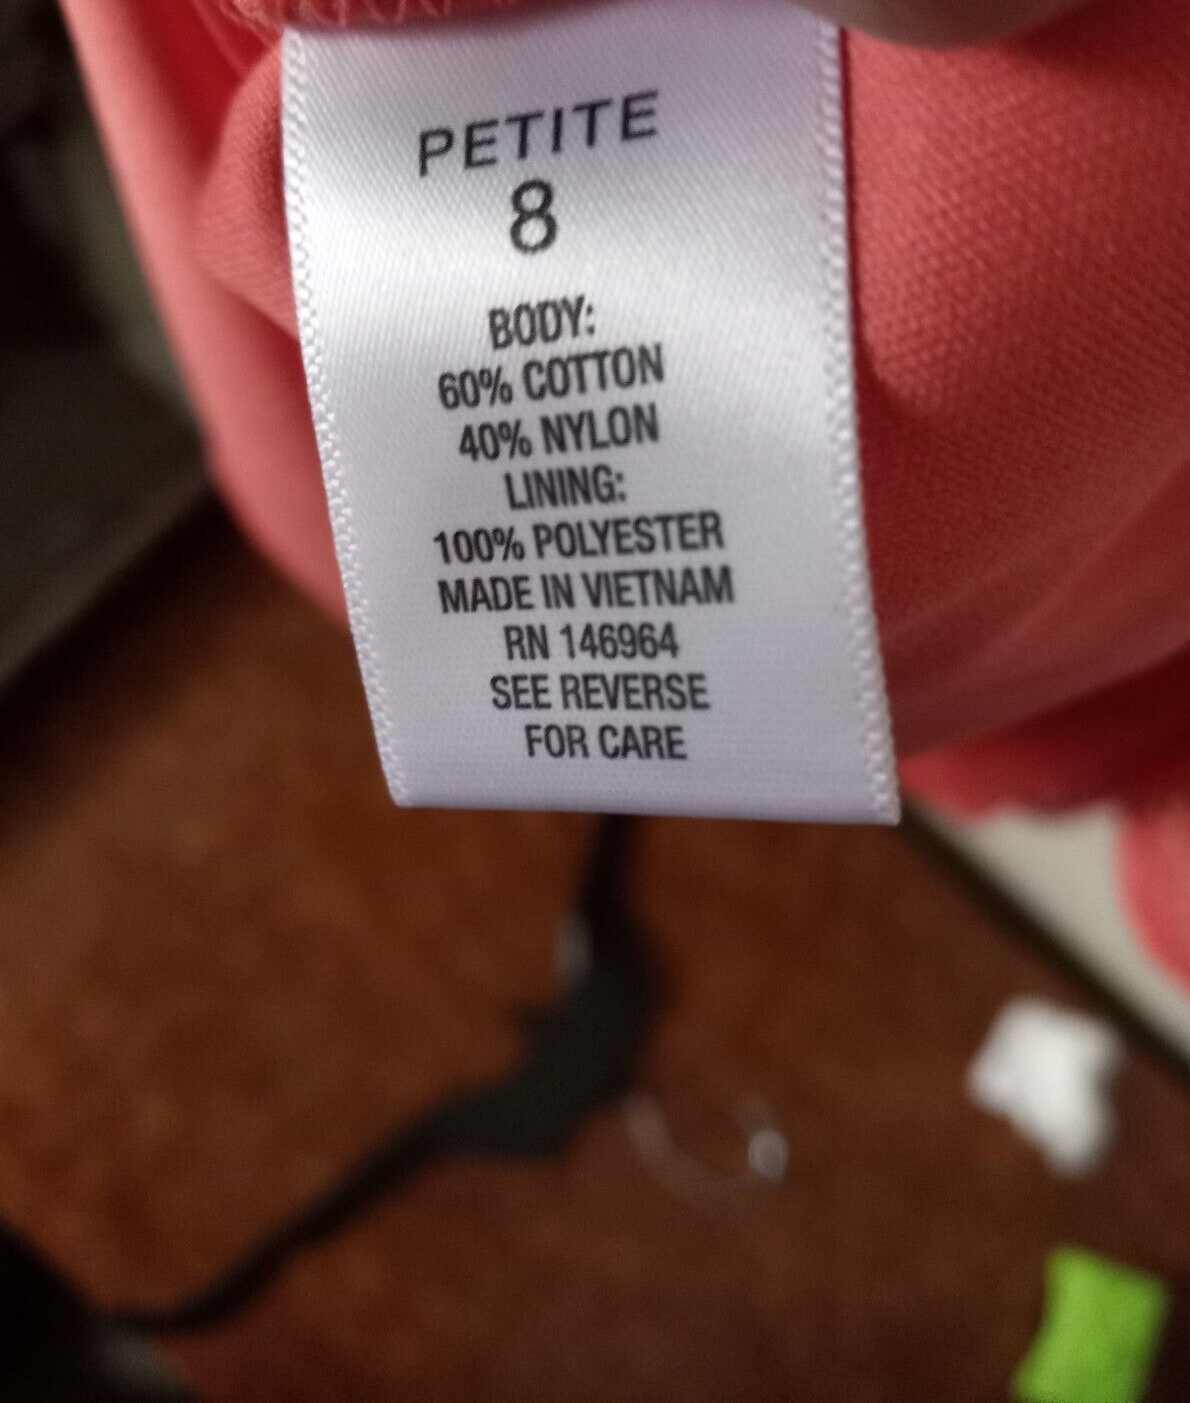 PETITE
8
BODY:
60% COTTON
40% NYLON
LINING:
100% POLYESTER
MADE IN VIETNAM
RN 146964
SEE REVERSE
FOR CARE